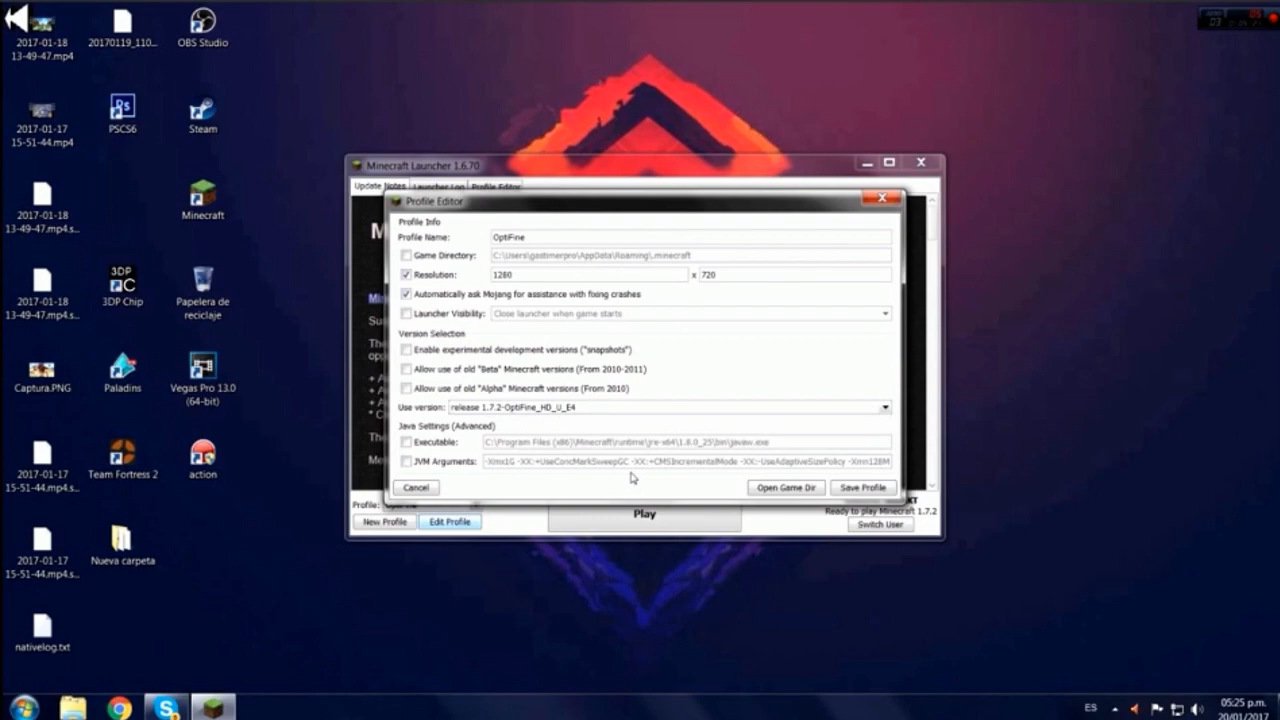 2017-01-18
13-49-47.mp4
20170119_110...
OBS Studio
2017-01-17
15-51-44.mp4
PSCS6
Steam
2017-01-18
13-49-47.mp4.s...
Minecraft
2017-01-18
13-49-47.mp4.s...
3DP
3DP Chip
Papelera de
reciclaje
Captura.PNG
Paladins
Vegas Pro 13.0
(64-bit)
2017-01-17
15-51-44.mp4.s...
Team Fortress 2
action
2017-01-17
15-51-44.mp4.s...
Nueva carpeta
nativelog.txt
Minecraft Launcher 1.6.70
Update Notes Launcher Log Profile Editor
Profile Editor
Profile Info
Profile Name: OptiFine
Game Directory: C:\Users\gastimerpro\AppData\Roaming\.minecraft
Resolution: 1280 x 720
Automatically ask Mojang for assistance with fixing crashes
Launcher Visibility: Close launcher when game starts
Version Selection
Enable experimental development versions ("snapshots")
Allow use of old "Beta" Minecraft versions (From 2010-2011)
Allow use of old "Alpha" Minecraft versions (From 2010)
Use version: release 1.7.2-OptiFine_HD_U_E4
Java Settings (Advanced)
Executable: C:\Program Files (x86)\Minecraft\runtime\jre-x64\1.8.0_25\bin\javaw.exe
JVM Arguments: -Xmx1G -XX:+UseConcMarkSweepGC -XX:+CMSIncrementalMode -XX:-UseAdaptiveSizePolicy -Xmn128M
Cancel Open Game Dir Save Profile
Profile:
New Profile Edit Profile
Play
Ready to play Minecraft 1.7.2
Switch User
ES
05:25 p.m.
20/01/2017